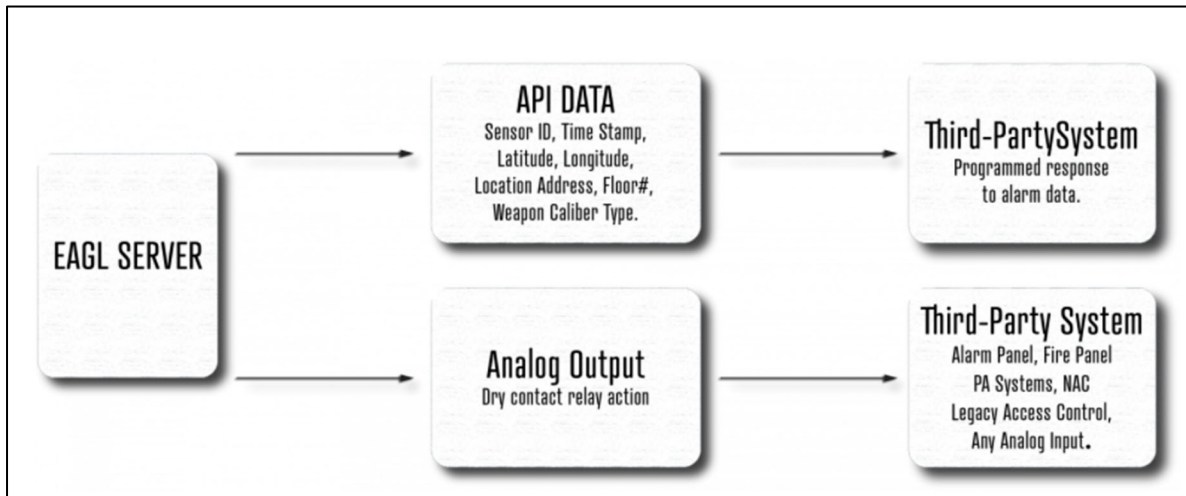 EAGL SERVER
API DATA
Sensor ID, Time Stamp,
Latitude, Longitude,
Location Address, Floor#,
Weapon Caliber Type.
Third-PartySystem
Programmed response
to alarm data.
Analog Output
Dry contact relay action
Third-Party System
Alarm Panel, Fire Panel
PA Systems, NAC
Legacy Access Control,
Any Analog Input.